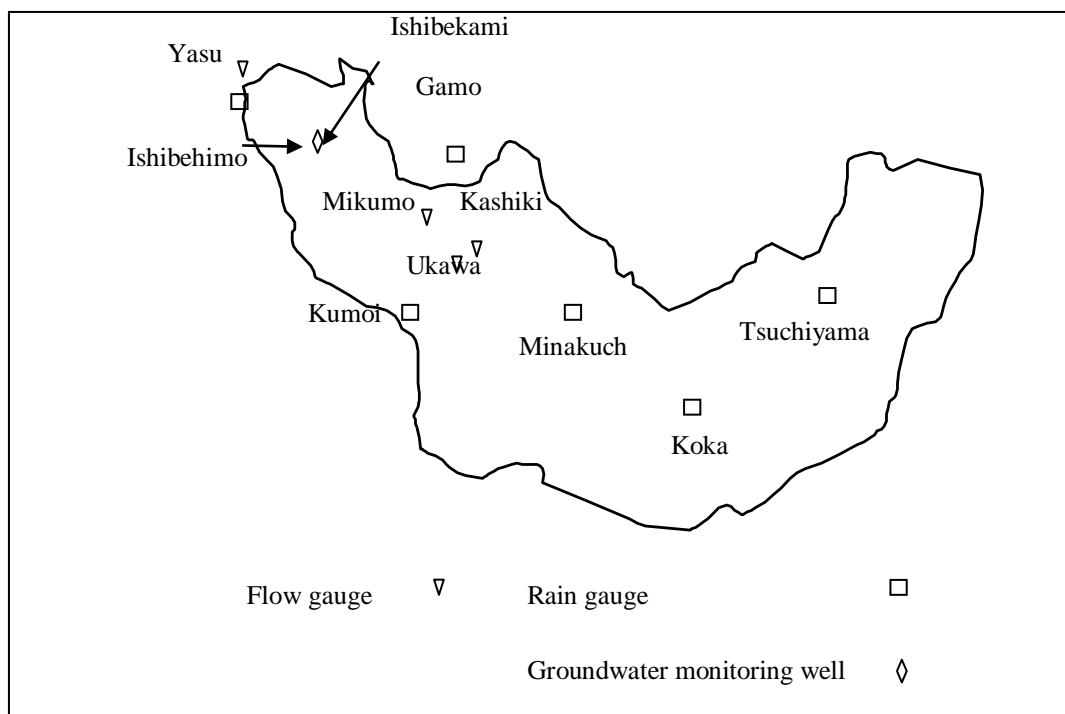 Ishibekami
Yasu
Gamo
Ishibehimo
Mikumo
Kashiki
Ukawa
Kumoi
Minakuch
Tsuchiyama
Koka
Flow gauge
Rain gauge
Groundwater monitoring well